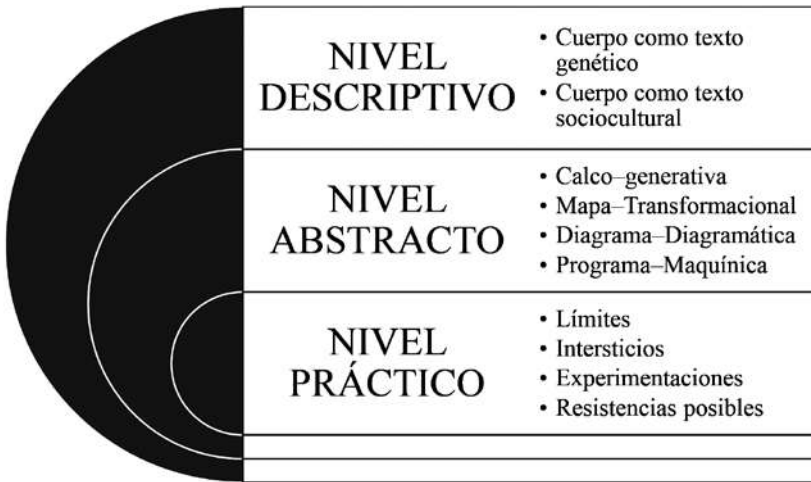 NIVEL
DESCRIPTIVO
• Cuerpo como texto
genético
• Cuerpo como texto
sociocultural
NIVEL
ABSTRACTO
• Calco–generativa
• Mapa–Transformacional
• Diagrama–Diagramática
• Programa–Maquínica
NIVEL
PRÁCTICO
• Límites
• Intersticios
• Experimentaciones
• Resistencias posibles